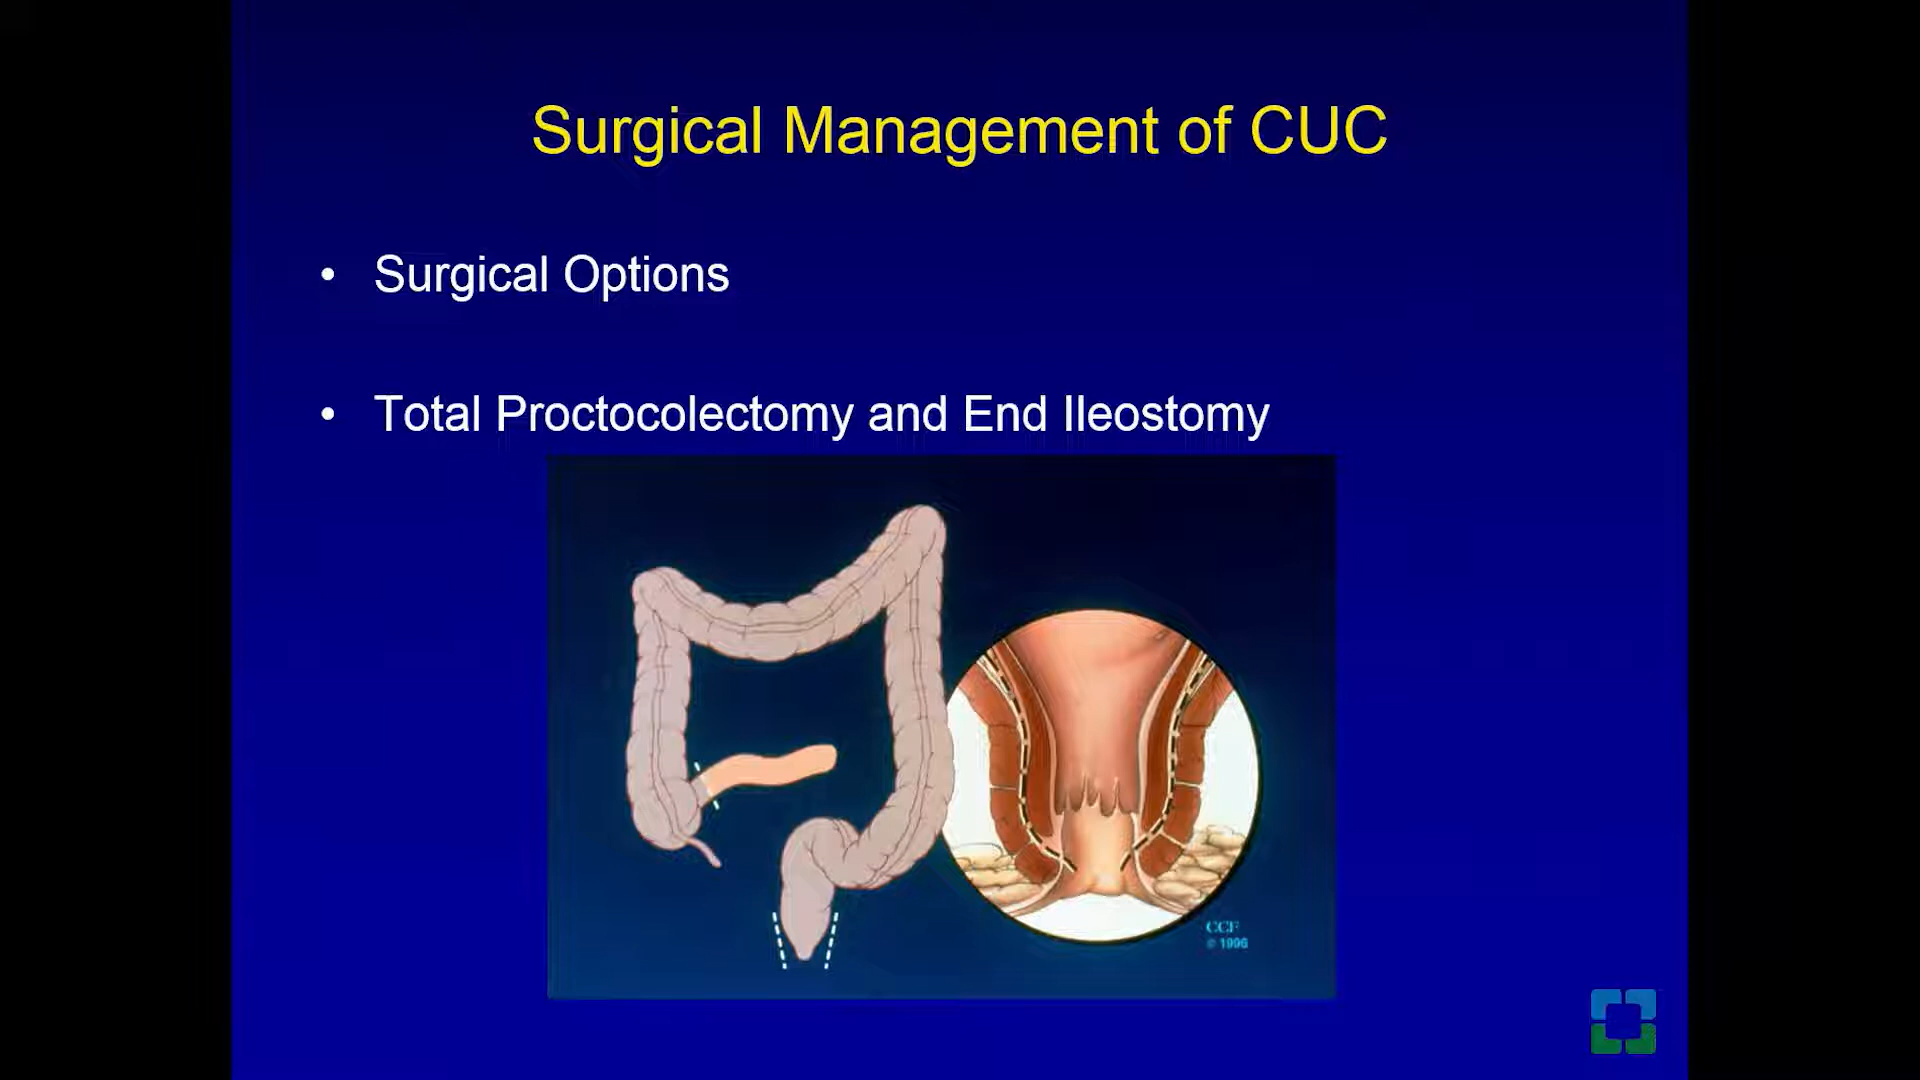 Surgical Management of CUC
• Surgical Options
• Total Proctocolectomy and End Ileostomy
CCF
© 1996